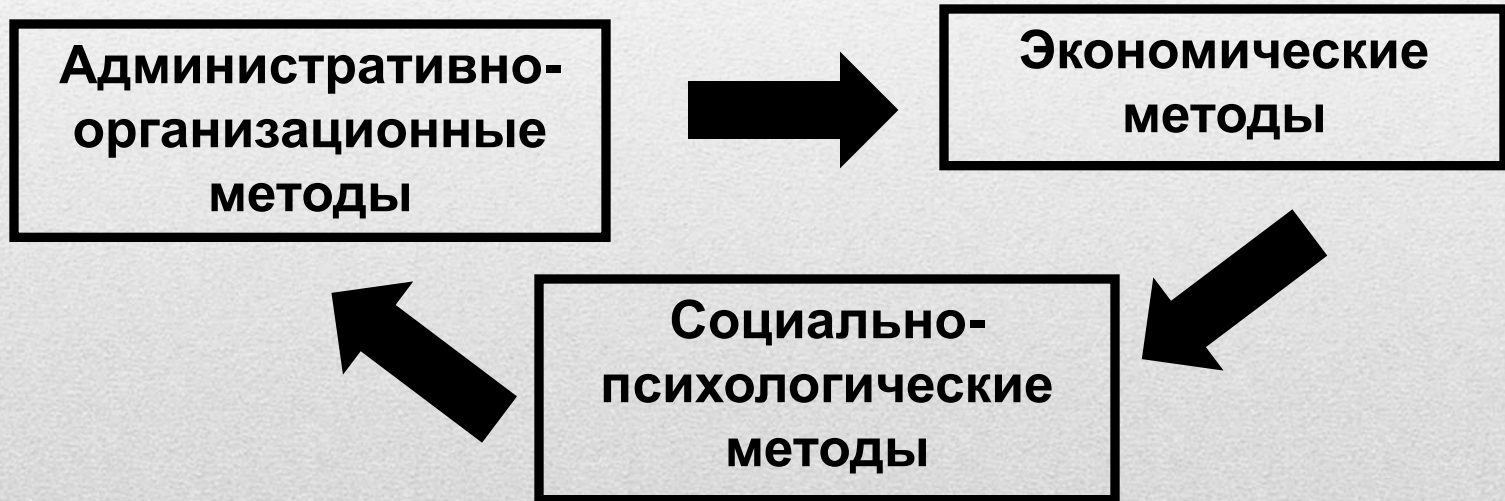 Административно-
организационные
методы
Экономические
методы
Социально-
психологические
методы